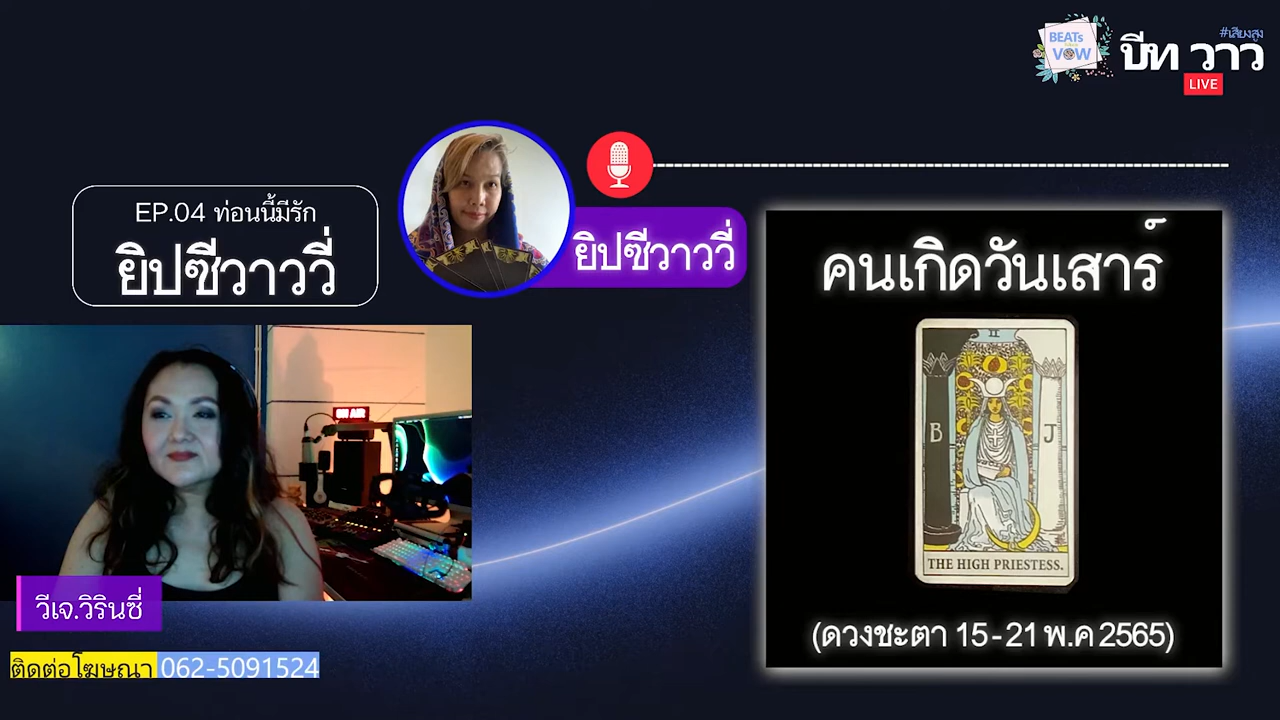 #เสียงสูง
BEATs
VOW
บีท วาว
LIVE
EP.04 ท่อนนี้มีรัก
ยิปซีวาววี่
ยิปซีวาววี่
คนเกิดวันเสาร์
II
B
J
THE HIGH PRIESTESS.
(ดวงชะตา 15-21 พ.ค 2565)
ON AIR
วีเจ.วิรินซี่
ติดต่อโฆษณา 062-5091524